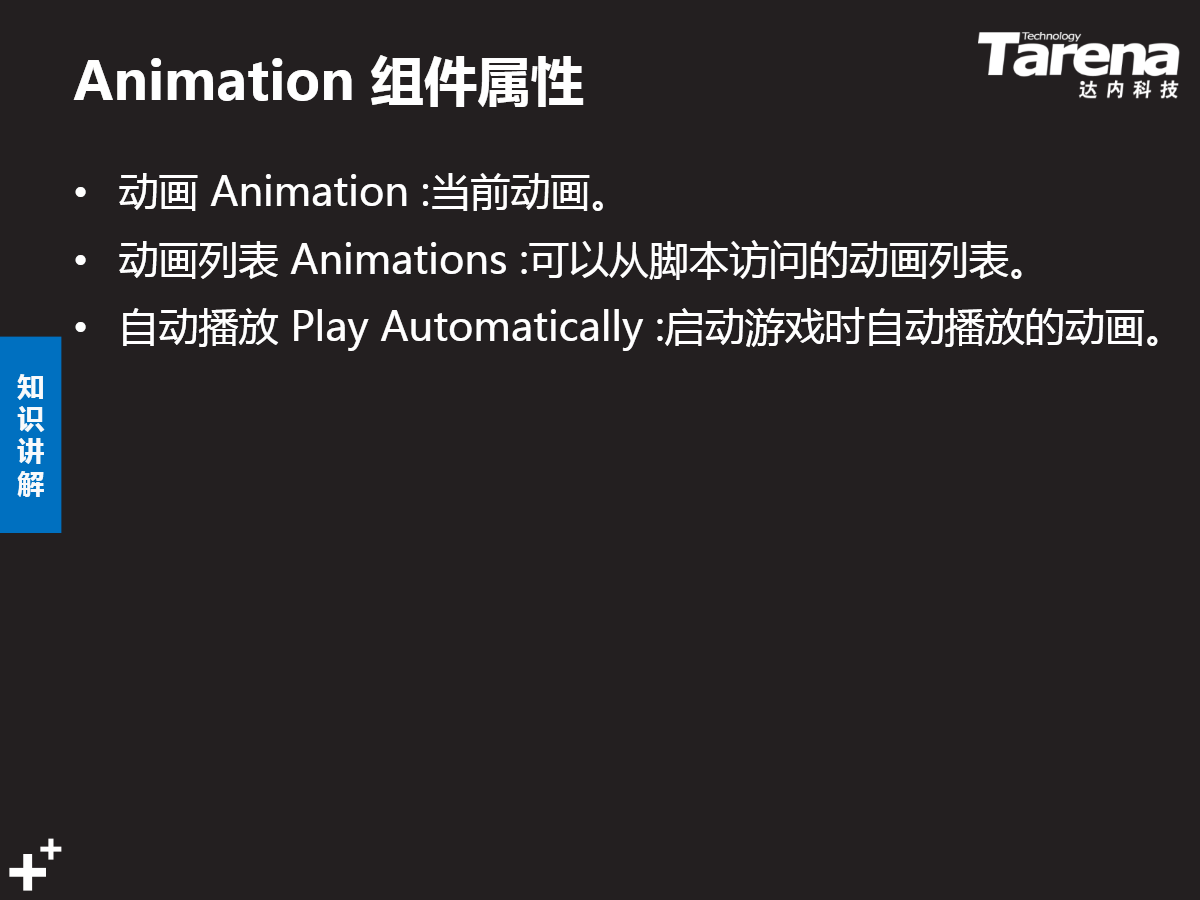 Animation 组件属性
Technology
Tarena
达内科技
• 动画 Animation :当前动画。
• 动画列表 Animations :可以从脚本访问的动画列表。
• 自动播放 Play Automatically :启动游戏时自动播放的动画。
知识讲解